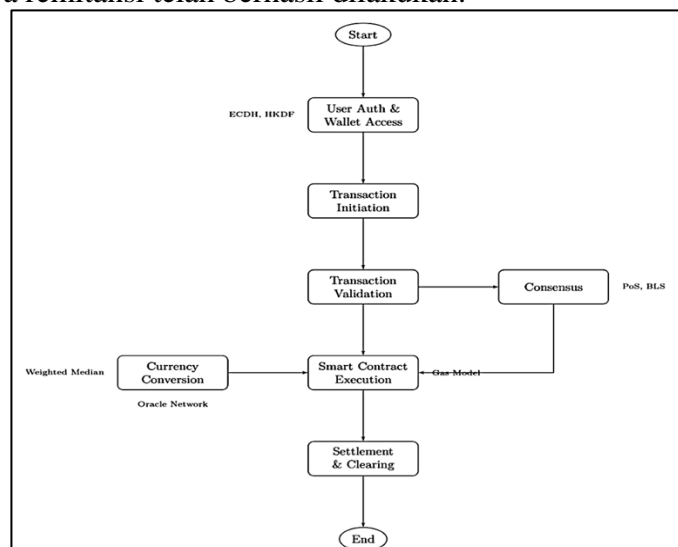 a remitansi telah berhasil dilakukan.
Start
ECDH, HKDF
User Auth &
Wallet Access
Transaction
Initiation
Transaction
Validation
Consensus
PoS, BLS
Weighted Median
Currency
Conversion
Smart Contract
Execution
Gas Model
Oracle Network
Settlement
& Clearing
End